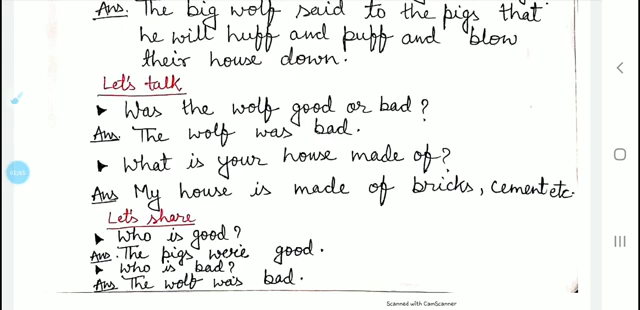 Ans: The big wolf said to the pigs that
he will huff and puff and blow
their house down.
Let's talk
▶ Was the wolf good or bad?
Ans. The wolf was bad.
▶ What is your house made of?
Ans My house is made of bricks, cement etc.
Let's share
▶ Who is good?
Ans: The pigs were good.
▶ Who is bad?
Ans: The wolf was bad.
Scanned with CamScanner